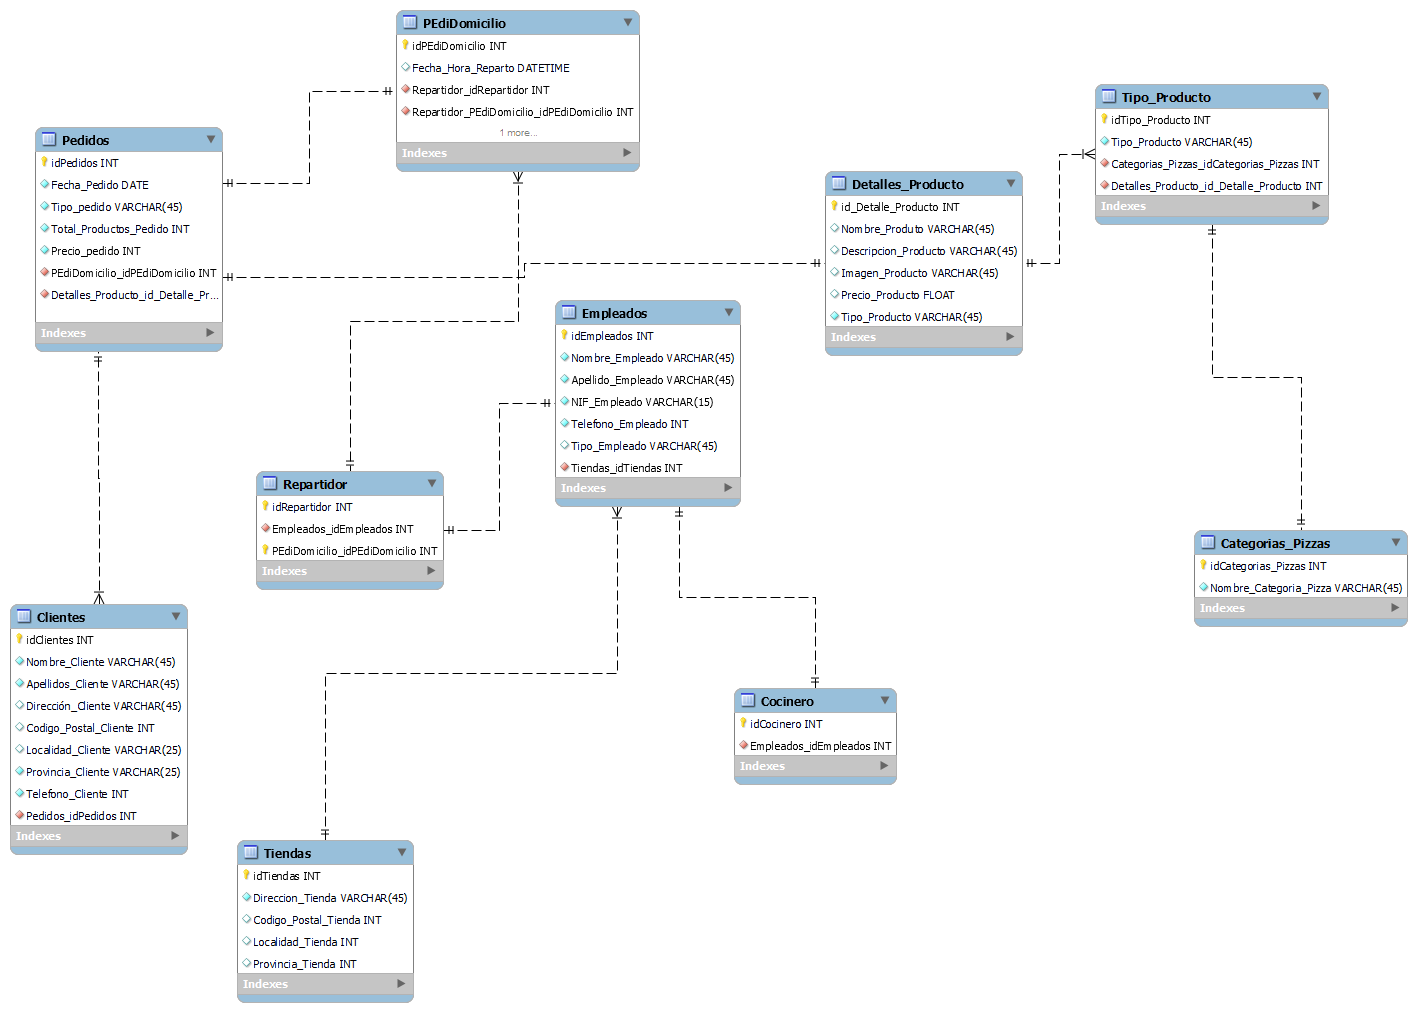 PEdiDomicilio
idPEdiDomicilio INT
Fecha_Hora_Reparto DATETIME
Repartidor_idRepartidor INT
Repartidor_PEdiDomicilio_idPEdiDomicilio INT
1 more...
Indexes
Pedidos
idPedidos INT
Fecha_Pedido DATE
Tipo_pedido VARCHAR(45)
Total_Productos_Pedido INT
Precio_pedido INT
PEdiDomicilio_idPEdiDomicilio INT
Detalles_Producto_id_Detalle_Pr...
Indexes
Tipo_Producto
idTipo_Producto INT
Tipo_Producto VARCHAR(45)
Categorias_Pizzas_idCategorias_Pizzas INT
Detalles_Producto_id_Detalle_Producto INT
Indexes
Detalles_Producto
id_Detalle_Producto INT
Nombre_Produto VARCHAR(45)
Descripcion_Producto VARCHAR(45)
Imagen_Producto VARCHAR(45)
Precio_Producto FLOAT
Tipo_Producto VARCHAR(45)
Indexes
Empleados
idEmpleados INT
Nombre_Empleado VARCHAR(45)
Apellido_Empleado VARCHAR(45)
NIF_Empleado VARCHAR(15)
Telefono_Empleado INT
Tipo_Empleado VARCHAR(45)
Tiendas_idTiendas INT
Indexes
Repartidor
idRepartidor INT
Empleados_idEmpleados INT
PEdiDomicilio_idPEdiDomicilio INT
Indexes
Categorias_Pizzas
idCategorias_Pizzas INT
Nombre_Categoria_Pizza VARCHAR(45)
Indexes
Clientes
idClientes INT
Nombre_Cliente VARCHAR(45)
Apellidos_Cliente VARCHAR(45)
Dirección_Cliente VARCHAR(45)
Codigo_Postal_Cliente INT
Localidad_Cliente VARCHAR(25)
Provincia_Cliente VARCHAR(25)
Telefono_Cliente INT
Pedidos_idPedidos INT
Indexes
Cocinero
idCocinero INT
Empleados_idEmpleados INT
Indexes
Tiendas
idTiendas INT
Direccion_Tienda VARCHAR(45)
Codigo_Postal_Tienda INT
Localidad_Tienda INT
Provincia_Tienda INT
Indexes